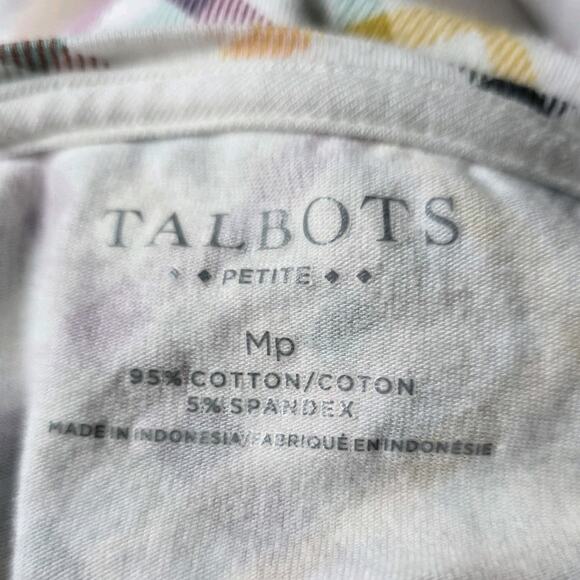 TALBOTS
PETITE
Mp
95% COTTON/COTON
5% SPANDEX
MADE IN INDONESIA/FABRIQUÉ EN INDONÉSIE